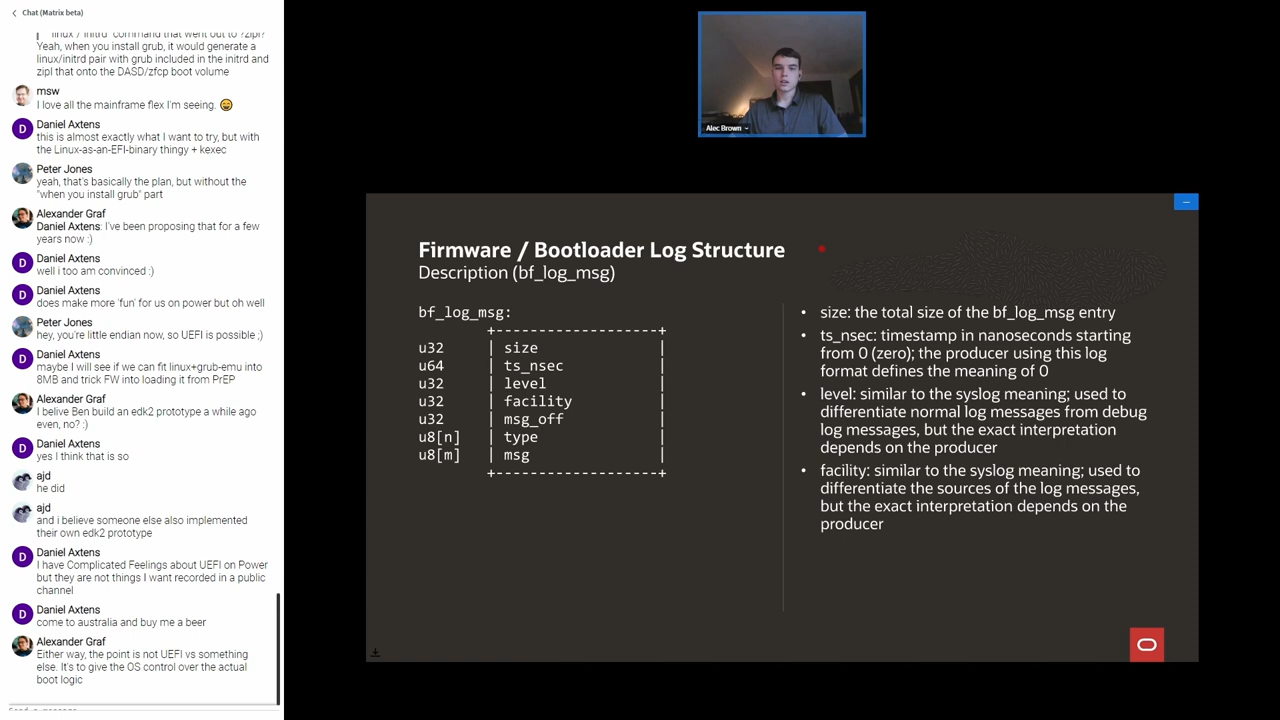 Chat (Matrix beta)
linux / initrd" command that went out to ?zipl?
Yeah, when you install grub, it would generate a
linux/initrd pair with grub included in the initrd and
zipl that onto the DASD/zfcp boot volume
msw
I love all the mainframe flex I'm seeing. 😄
D
Daniel Axtens
this is almost exactly what I want to try, but with
the Linux-as-an-EFI-binary thingy + kexec
Peter Jones
yeah, that's basically the plan, but without the
"when you install grub" part
Alexander Graf
Daniel Axtens: I've been proposing that for a few
years now :)
D
Daniel Axtens
well i too am convinced :)
D
Daniel Axtens
does make more 'fun' for us on power but oh well
Peter Jones
hey, you're little endian now, so UEFI is possible ;)
D
Daniel Axtens
maybe I will see if we can fit linux+grub-emu into
8MB and trick FW into loading it from PrEP
Alexander Graf
I belive Ben build an edk2 prototype a while ago
even, no? :)
D
Daniel Axtens
yes I think that is so
ajd
he did
ajd
and i believe someone else also implemented
their own edk2 prototype
D
Daniel Axtens
I have Complicated Feelings about UEFI on Power
but they are not things I want recorded in a public
channel
D
Daniel Axtens
come to australia and buy me a beer
Alexander Graf
Either way, the point is not UEFI vs something
else. It's to give the OS control over the actual
boot logic
Send a message
Alec Brown
Firmware / Bootloader Log Structure
Description (bf_log_msg)
bf_log_msg:
+-------------------+
u32 | size |
u64 | ts_nsec |
u32 | level |
u32 | facility |
u32 | msg_off |
u8[n] | type |
u8[m] | msg |
+-------------------+
• size: the total size of the bf_log_msg entry
• ts_nsec: timestamp in nanoseconds starting
from 0 (zero); the producer using this log
format defines the meaning of 0
• level: similar to the syslog meaning; used to
differentiate normal log messages from debug
log messages, but the exact interpretation
depends on the producer
• facility: similar to the syslog meaning; used to
differentiate the sources of the log messages,
but the exact interpretation depends on the
producer